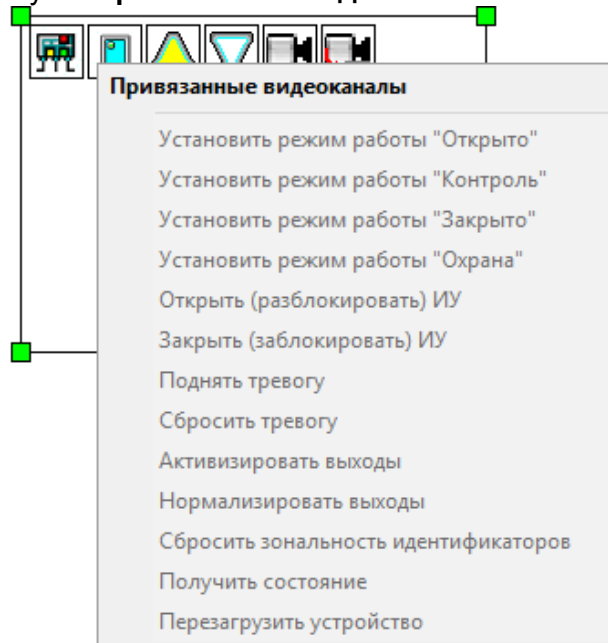 Привязанные видеоканалы
Установить режим работы "Открыто"
Установить режим работы "Контроль"
Установить режим работы "Закрыто"
Установить режим работы "Охрана"
Открыть (разблокировать) ИУ
Закрыть (заблокировать) ИУ
Поднять тревогу
Сбросить тревогу
Активизировать выходы
Нормализировать выходы
Сбросить зональность идентификаторов
Получить состояние
Перезагрузить устройство